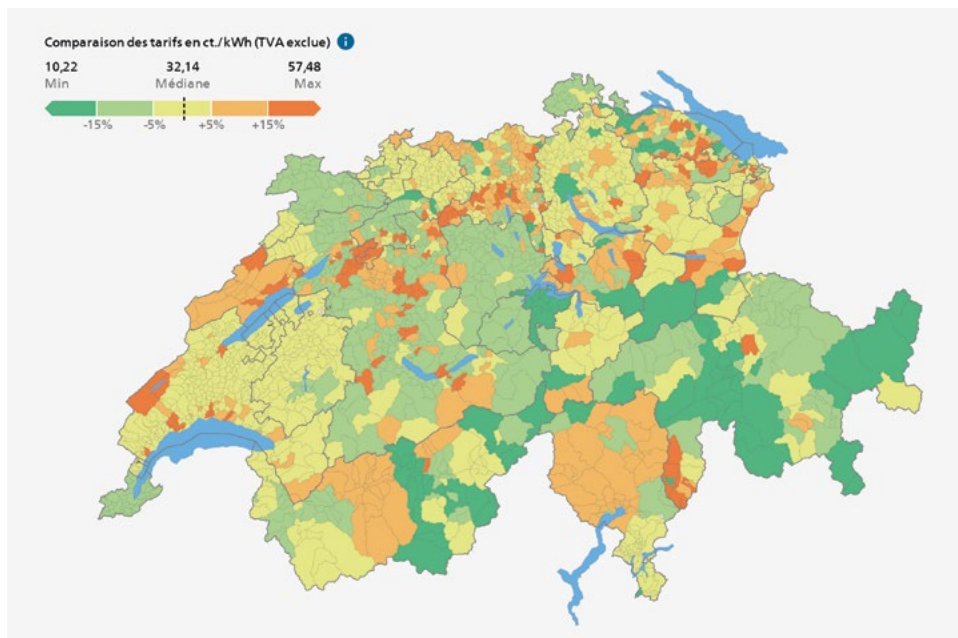 Comparaison des tarifs en ct./kWh (TVA exclue) i
10,22 32,14 57,48
Min Médiane Max
-15% -5% +5% +15%